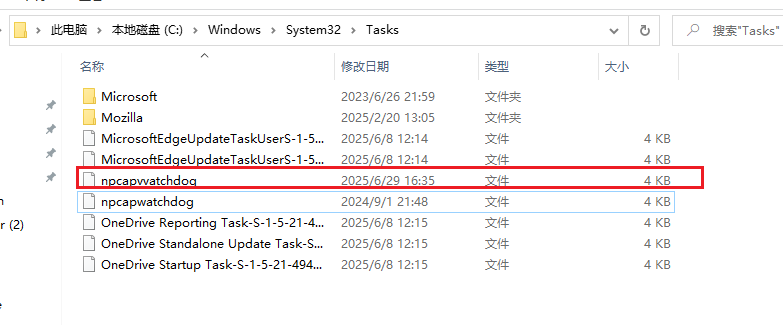 此电脑 > 本地磁盘 (C:) > Windows > System32 > Tasks
搜索"Tasks"
名称 修改日期 类型 大小
Microsoft 2023/6/26 21:59 文件夹
Mozilla 2025/2/20 13:05 文件夹
MicrosoftEdgeUpdateTaskUserS-1-5... 2025/6/8 12:14 文件 4 KB
MicrosoftEdgeUpdateTaskUserS-1-5... 2025/6/8 12:14 文件 4 KB
npcapvvatchdog 2025/6/29 16:35 文件 4 KB
npcapwatchdog 2024/9/1 21:48 文件 4 KB
OneDrive Reporting Task-S-1-5-21-4... 2025/6/8 12:15 文件 4 KB
OneDrive Standalone Update Task-S... 2025/6/8 12:15 文件 4 KB
OneDrive Startup Task-S-1-5-21-494... 2025/6/8 12:15 文件 4 KB
r (2)